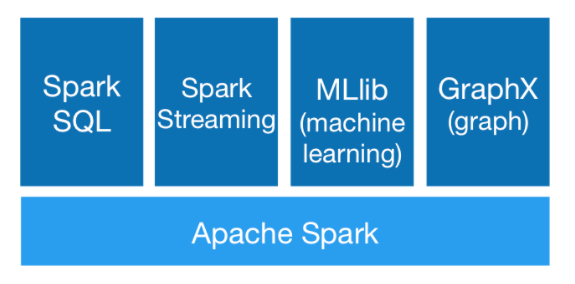 Spark
SQL
Spark
Streaming
MLlib
(machine
learning)
GraphX
(graph)
Apache Spark